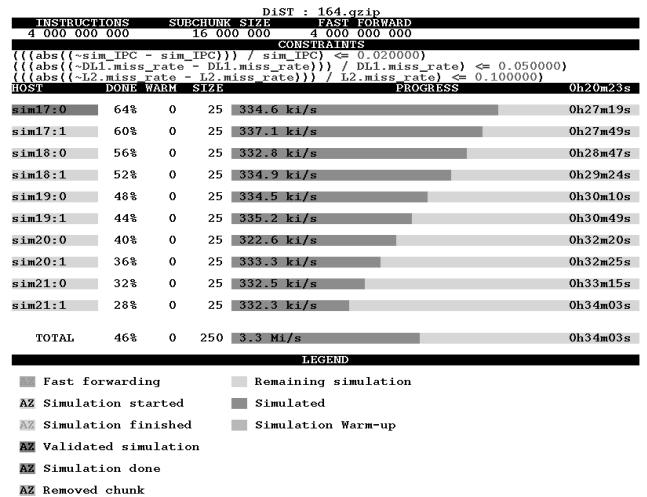 DiST : 164.gzip
INSTRUCTIONS SUBCHUNK SIZE FAST FORWARD
4 000 000 000 16 000 000 4 000 000 000
CONSTRAINTS
(((abs((~sim_IPC - sim_IPC))) / sim_IPC) <= 0.020000)
(((abs((~DL1.miss_rate - DL1.miss_rate))) / DL1.miss_rate) <= 0.050000)
(((abs((~L2.miss_rate - L2.miss_rate))) / L2.miss_rate) <= 0.100000)
HOST DONE WARM SIZE PROGRESS 0h20m23s
sim17:0 64% 0 25 334.6 ki/s 0h27m19s
sim17:1 60% 0 25 337.1 ki/s 0h27m49s
sim18:0 56% 0 25 332.8 ki/s 0h28m47s
sim18:1 52% 0 25 334.9 ki/s 0h29m24s
sim19:0 48% 0 25 334.5 ki/s 0h30m10s
sim19:1 44% 0 25 335.2 ki/s 0h30m49s
sim20:0 40% 0 25 322.6 ki/s 0h32m20s
sim20:1 36% 0 25 333.3 ki/s 0h32m25s
sim21:0 32% 0 25 332.5 ki/s 0h33m15s
sim21:1 28% 0 25 332.3 ki/s 0h34m03s
TOTAL 46% 0 250 3.3 Mi/s 0h34m03s
LEGEND
AZ Fast forwarding Remaining simulation
AZ Simulation started Simulated
AZ Simulation finished Simulation Warm-up
AZ Validated simulation
AZ Simulation done
AZ Removed chunk